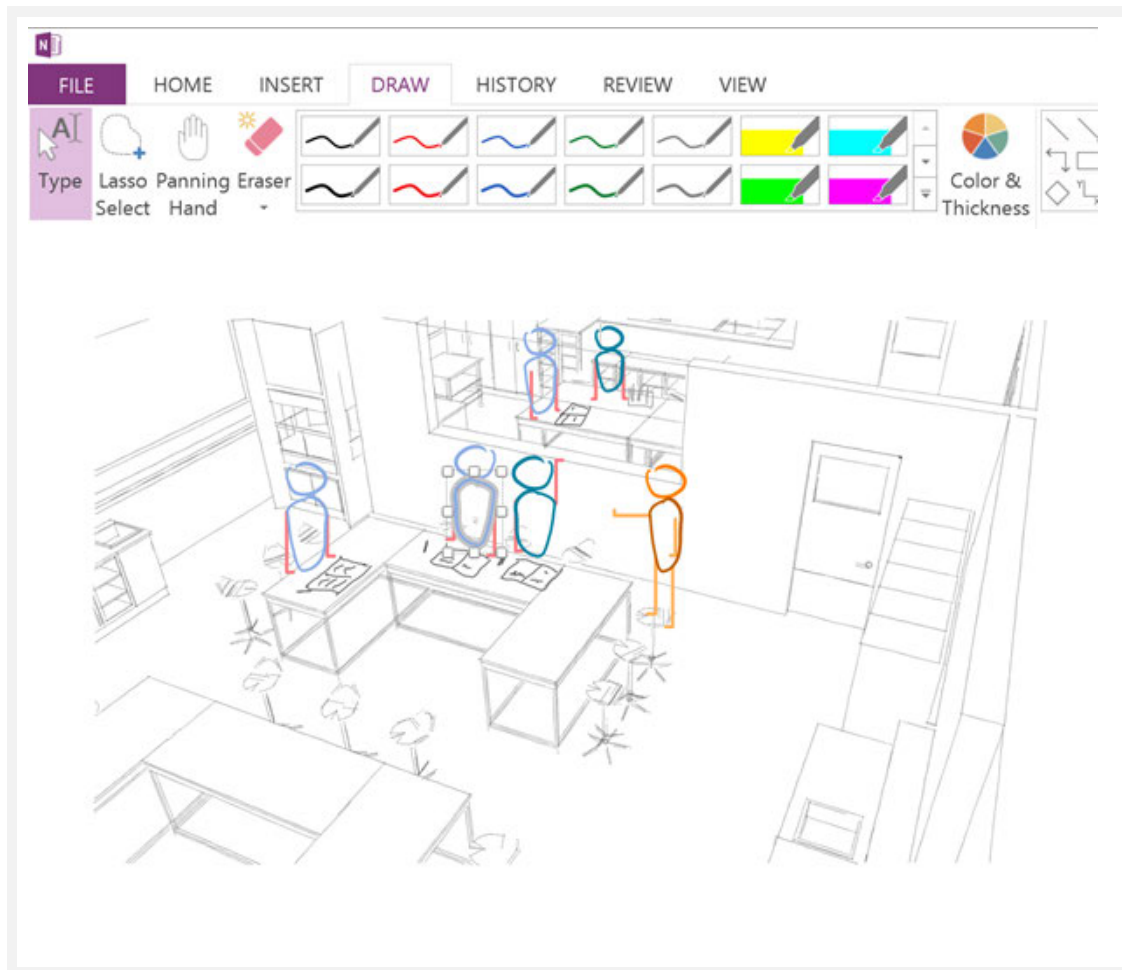 N
FILE HOME INSERT DRAW HISTORY REVIEW VIEW
A
Type Lasso Select Panning Hand Eraser Color & Thickness